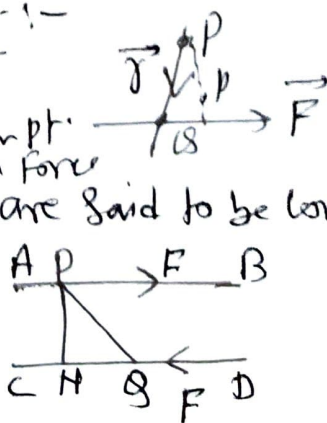 :-
P
r p
pt.
Q F
Force
are said to be
A P F B
C N Q F D